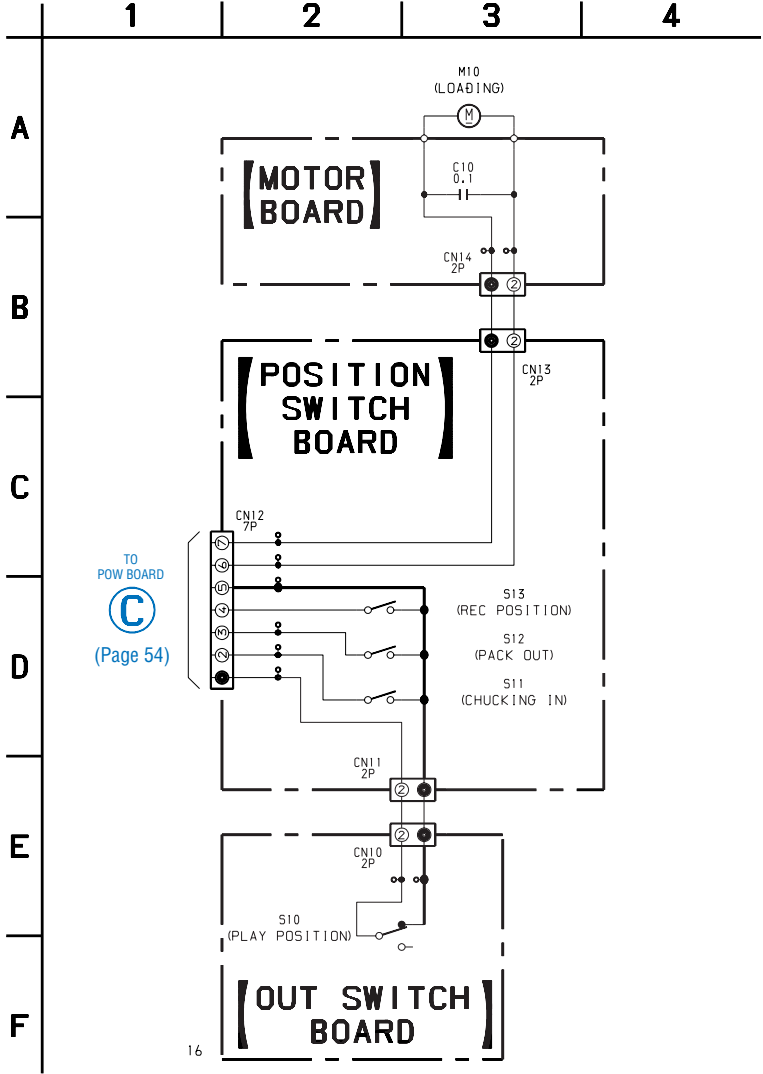 1 2 3 4
A
B
C
D
E
F
M10
(LOADING)
M
MOTOR
BOARD
C10
0.1
CN14
2P
2
2
CN13
2P
POSITION
SWITCH
BOARD
CN12
7P
7
6
5
4
3
2
TO
POW BOARD
C
(Page 54)
S13
(REC POSITION)
S12
(PACK OUT)
S11
(CHUCKING IN)
CN11
2P
2
2
CN10
2P
S10
(PLAY POSITION)
OUT SWITCH
BOARD
16